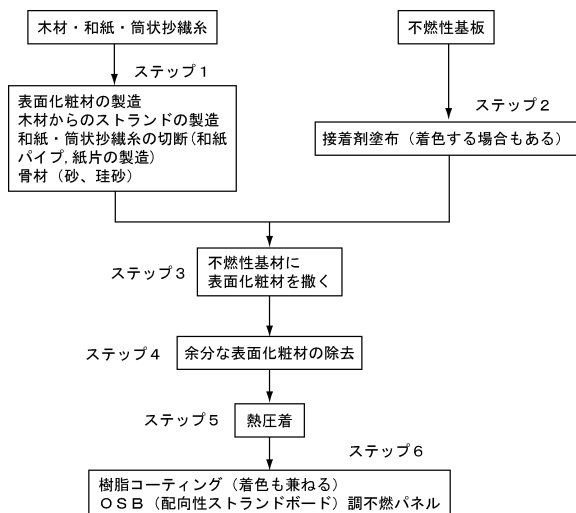 木材・和紙・筒状抄繊糸
不燃性基板
ステップ1
表面化粧材の製造
木材からのストランドの製造
和紙・筒状抄繊糸の切断(和紙
パイプ,紙片の製造)
骨材（砂、珪砂）
ステップ2
接着剤塗布（着色する場合もある）
ステップ3
不燃性基材に
表面化粧材を撒く
ステップ4
余分な表面化粧材の除去
ステップ5
熱圧着
ステップ6
樹脂コーティング（着色も兼ねる）
ＯＳＢ（配向性ストランドボード）調不燃パネル